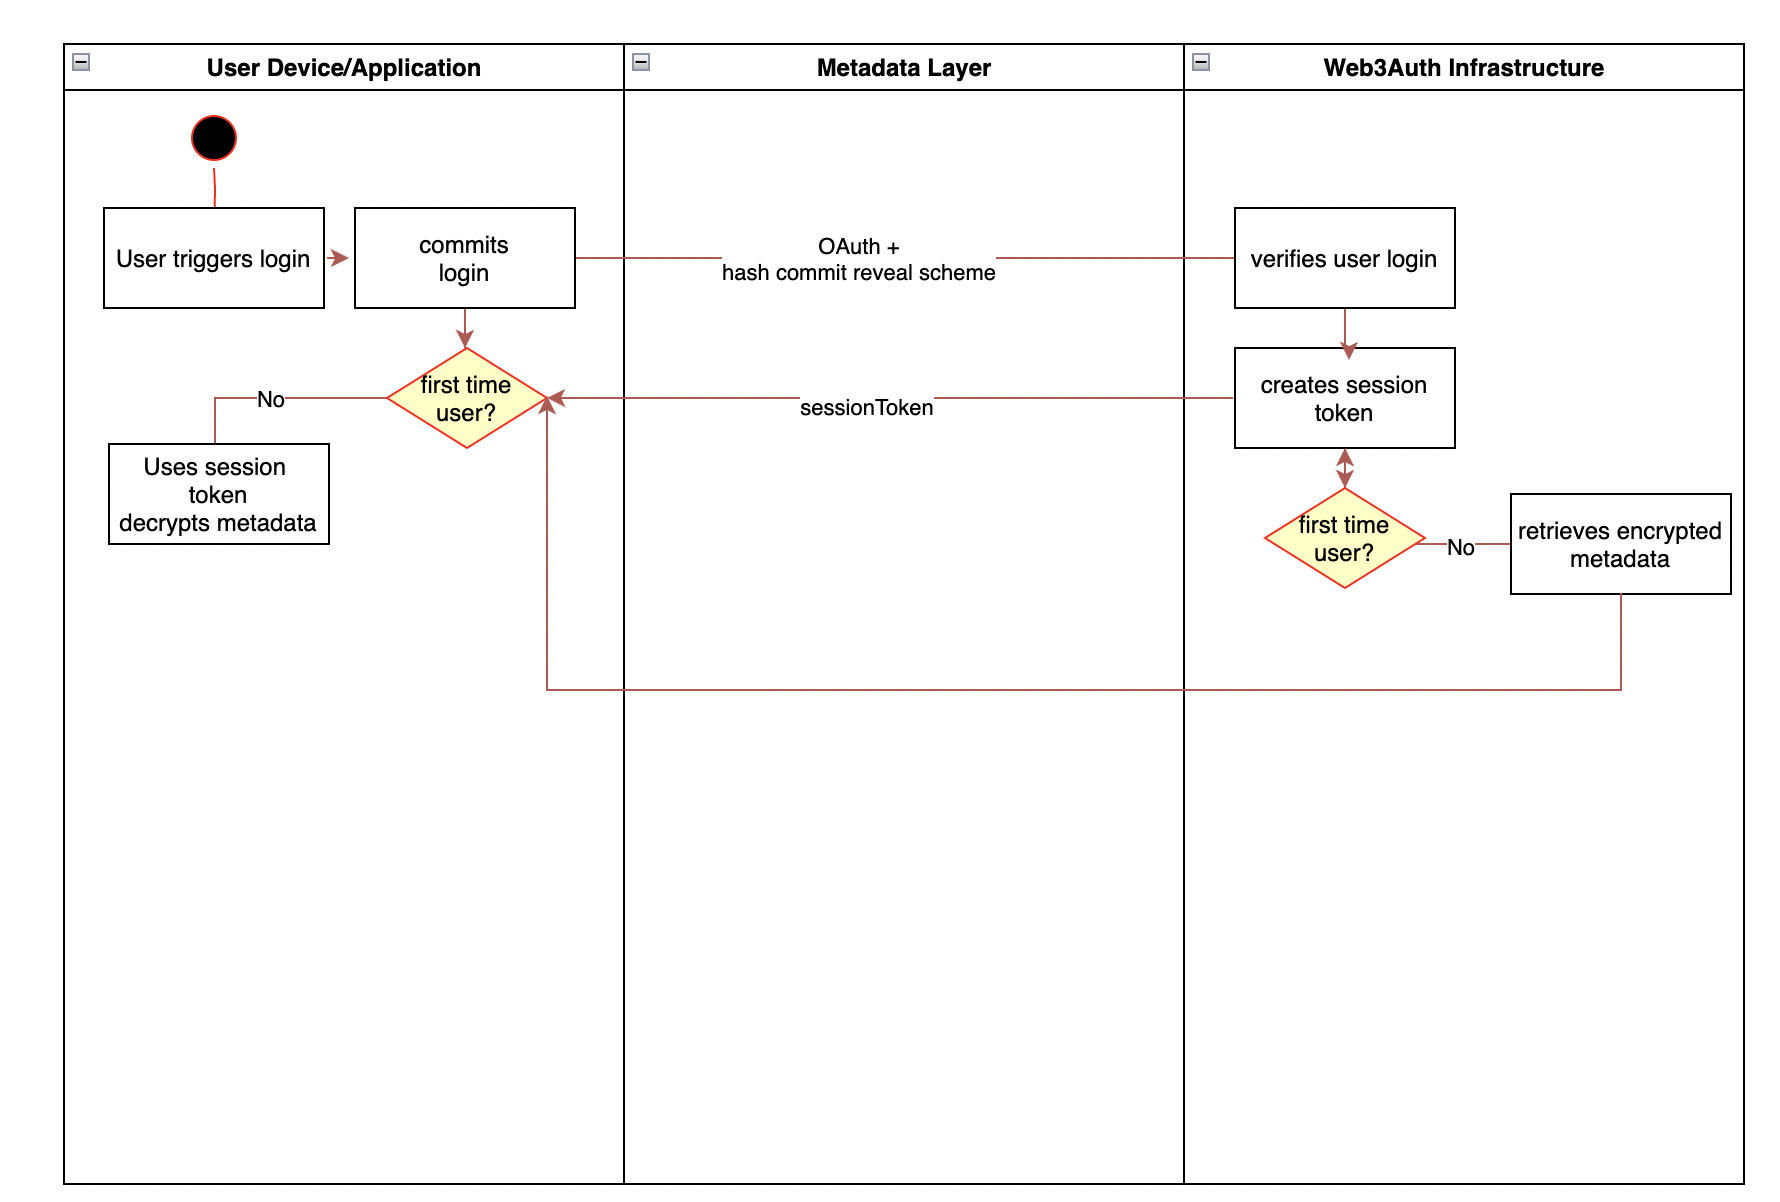 User Device/Application
Metadata Layer
Web3Auth Infrastructure
User triggers login
commits
login
OAuth +
hash commit reveal scheme
verifies user login
first time
user?
No
sessionToken
creates session
token
Uses session
token
decrypts metadata
first time
user?
No
retrieves encrypted
metadata